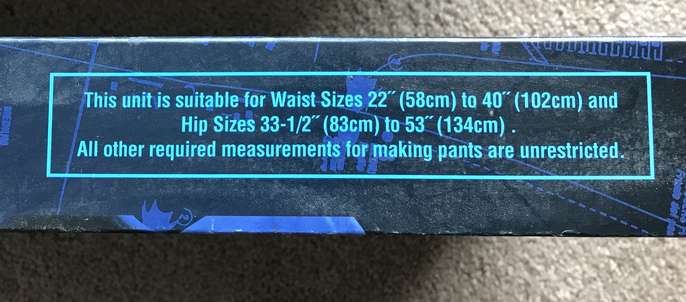 This unit is suitable for Waist Sizes 22˝ (58cm) to 40˝ (102cm) and
Hip Sizes 33-1/2˝ (83cm) to 53˝ (134cm) .
All other required measurements for making pants are unrestricted.